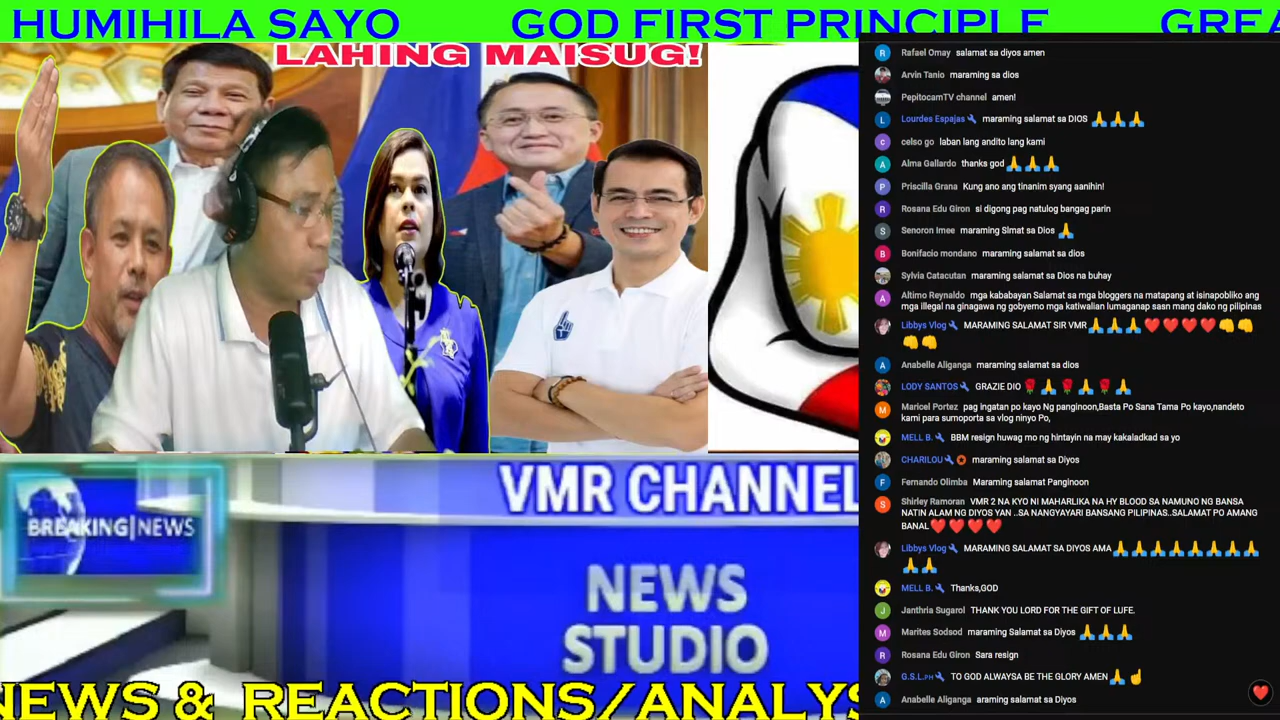 HUMIHILA SAYO GOD FIRST PRINCIPLE GREA
LAHING MAISUG!
VMR CHANNEL
BREAKING|NEWS
NEWS
STUDIO
NEWS & REACTIONS/ANALYS
Rafael Omay salamat sa diyos amen
Arvin Tanio maraming sa dios
PepitocamTV channel amen!
Lourdes Espajas maraming salamat sa DIOS 🙏🙏🙏
celso go laban lang andito lang kami
Alma Gallardo thanks god🙏🙏🙏
Priscilla Grana Kung ano ang tinanim syang aanihin!
Rosana Edu Giron si digong pag natulog bangag parin
Senoron Imee maraming Slmat sa Dios 🙏
Bonifacio mondano maraming salamat sa dios
Sylvia Catacutan maraming salamat sa Dios na buhay
Altimo Reynaldo mga kababayan Salamat sa mga bloggers na matapang at isinapobliko ang
mga illegal na ginagawa ng gobyerno mga katiwalian lumaganap sasn mang dako ng pilipinas
Libbys Vlog MARAMING SALAMAT SIR VMR🙏🙏🙏❤️❤️❤️❤️👊👊
👊👊
Anabelle Aliganga maraming salamat sa dios
LODY SANTOS GRAZIE DIO🌹🙏🌹🙏🌹🙏
Maricel Portez pag ingatan po kayo Ng panginoon,Basta Po Sana Tama Po kayo,nandeto
kami para sumoporta sa vlog ninyo Po,
MELL B. BBM resign huwag mo ng hintayin na may kakaladkad sa yo
CHARILOU maraming salamat sa Diyos
Fernando Olimba Maraming salamat Panginoon
Shirley Ramoran VMR 2 NA KYO NI MAHARLIKA NA HY BLOOD SA NAMUNO NG BANSA
NATIN ALAM NG DIYOS YAN ..SA NANGYAYARI BANSANG PILIPINAS..SALAMAT PO AMANG
BANAL❤️❤️❤️❤️
Libbys Vlog MARAMING SALAMAT SA DIYOS AMA🙏🙏🙏🙏🙏🙏🙏🙏🙏
🙏🙏
MELL B. Thanks,GOD
Janthria Sugarol THANK YOU LORD FOR THE GIFT OF LUFE.
Marites Sodsod maraming Salamat sa Diyos 🙏🙏🙏
Rosana Edu Giron Sara resign
G.S.L.PH TO GOD ALWAYSA BE THE GLORY AMEN🙏☝️
Anabelle Aliganga araming salamat sa Diyos